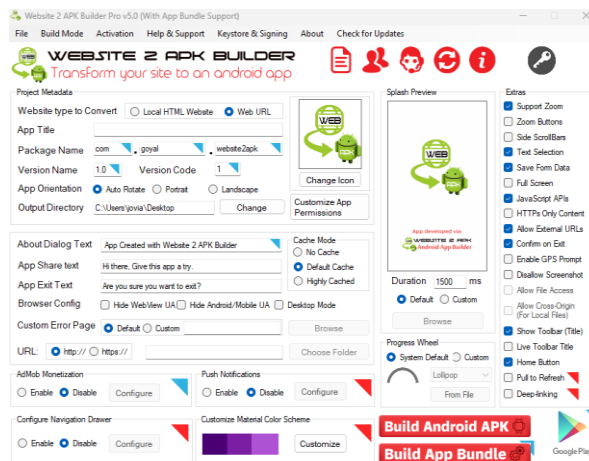 Website 2 APK Builder Pro v5.0 (With App Bundle Support)
File Build Mode Activation Help & Support Keystore & Signing About Check for Updates
WEBSITE 2 APK BUILDER
Transform your site to an android app
Project Metadata
Website type to Convert Local HTML Website Web URL
App Title
Package Name com . goyal . website2apk
Version Name 1.0 Version Code 1
App Orientation Auto Rotate Portrait Landscape
Output Directory C:\Users\jovia\Desktop Change
WEB
APK
Change Icon
Customize App
Permissions
About Dialog Text App Created with Website 2 APK Builder
App Share text Hi there, Give this app a try.
App Exit Text Are you sure you want to exit?
Browser Config Hide WebView UA Hide Android/Mobile UA Desktop Mode
Custom Error Page Default Custom Browse
URL: http:// https:// Choose Folder
Cache Mode
No Cache
Default Cache
Highly Cached
AdMob Monetization
Enable Disable Configure
Push Notifications
Enable Disable Configure
Configure Navigation Drawer
Enable Disable Configure
Customize Material Color Scheme
Customize
Splash Preview
WEB
APK
App developed via
WEBSITE 2 APK
Android App Builder
Duration 1500 ms
Default Custom
Browse
Progress Wheel
System Default Custom
Lollipop
From File
Build Android APK
Build App Bundle
Extras
Support Zoom
Zoom Buttons
Side ScrollBars
Text Selection
Save Form Data
Full Screen
JavaScript APIs
HTTPs Only Content
Allow External URLs
Confirm on Exit
Enable GPS Prompt
Disallow Screenshot
Allow File Access
Allow Cross-Origin
(For Local Files)
Show Toolbar (Title)
Live Toolbar Title
Home Button
Pull to Refresh
Deep-linking
Google Play